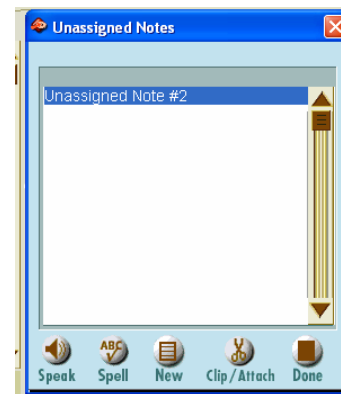 Unassigned Notes
Unassigned Note #2
ABC
Speak Spell New Clip/Attach Done